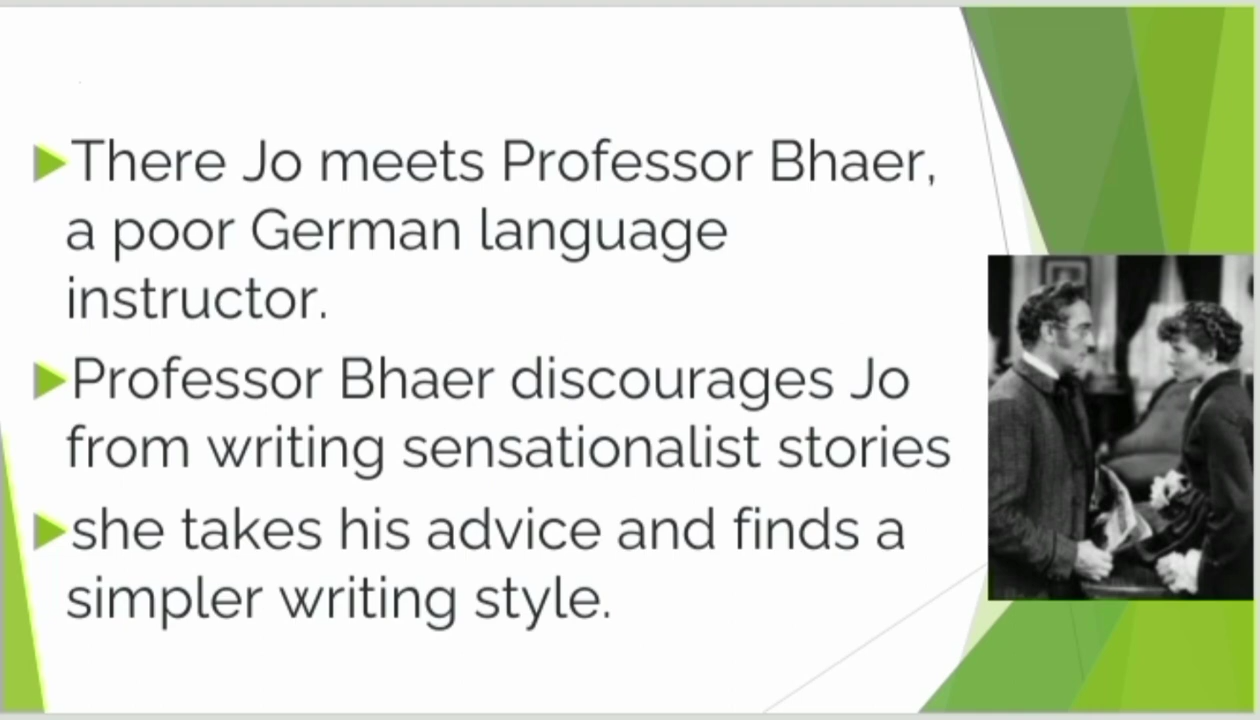 There Jo meets Professor Bhaer,
a poor German language
instructor.
Professor Bhaer discourages Jo
from writing sensationalist stories
she takes his advice and finds a
simpler writing style.